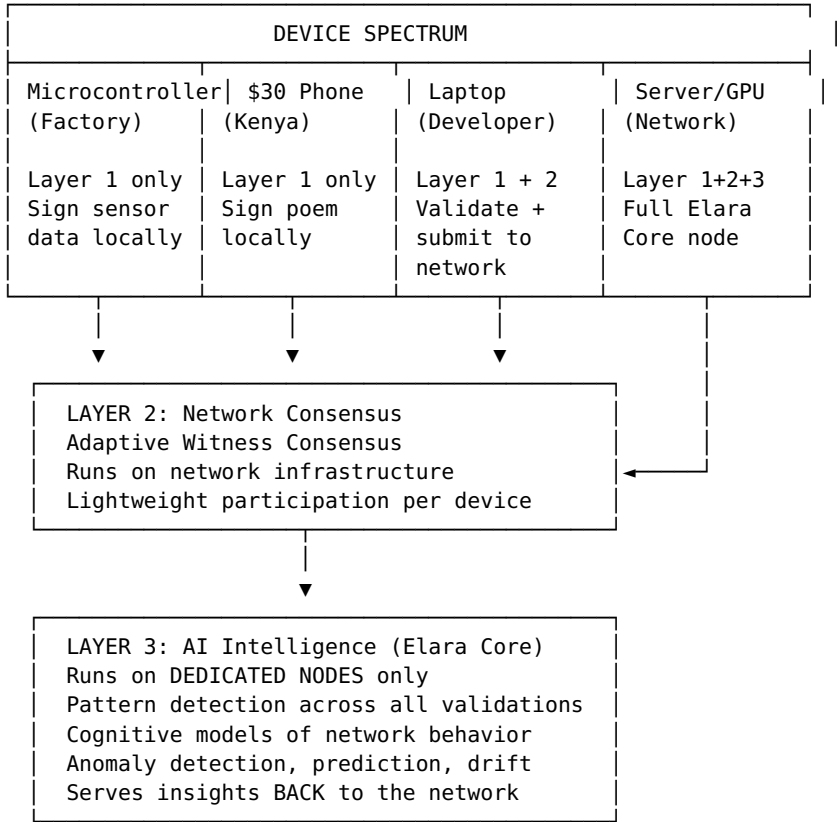 DEVICE SPECTRUM
Microcontroller $30 Phone Laptop Server/GPU
(Factory) (Kenya) (Developer) (Network)
Layer 1 only Layer 1 only Layer 1 + 2 Layer 1+2+3
Sign sensor Sign poem Validate + Full Elara
data locally locally submit to Core node
network
LAYER 2: Network Consensus
Adaptive Witness Consensus
Runs on network infrastructure
Lightweight participation per device
LAYER 3: AI Intelligence (Elara Core)
Runs on DEDICATED NODES only
Pattern detection across all validations
Cognitive models of network behavior
Anomaly detection, prediction, drift
Serves insights BACK to the network